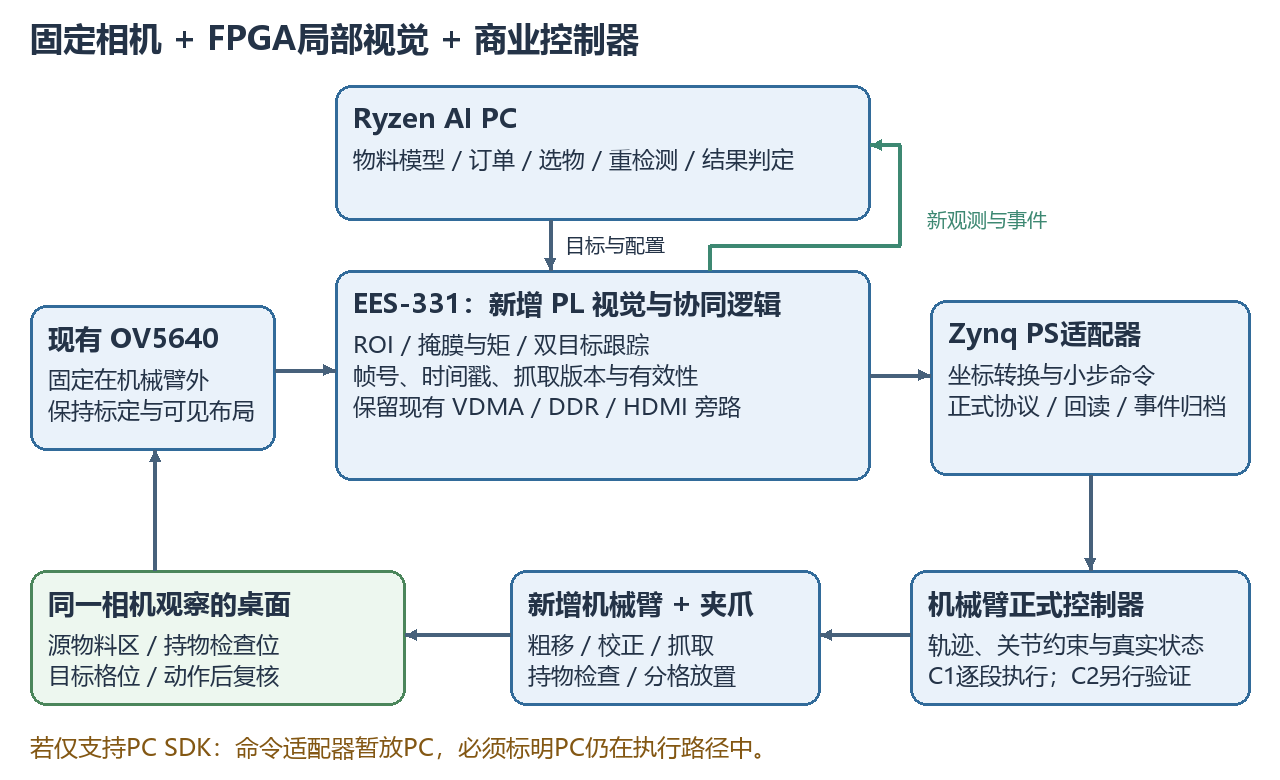 固定相机 + FPGA局部视觉 + 商业控制器
Ryzen AI PC
物料模型 / 订单 / 选物 / 重检测 / 结果判定
目标与配置
新观测与事件
EES-331：新增 PL 视觉与协同逻辑
ROI / 掩膜与矩 / 双目标跟踪
帧号、时间戳、抓取版本与有效性
保留现有 VDMA / DDR / HDMI 旁路
现有 OV5640
固定在机械臂外
保持标定与可见布局
Zynq PS适配器
坐标转换与小步命令
正式协议 / 回读 / 事件归档
同一相机观察的桌面
源物料区 / 持物检查位
目标格位 / 动作后复核
新增机械臂 + 夹爪
粗移 / 校正 / 抓取
持物检查 / 分格放置
机械臂正式控制器
轨迹、关节约束与真实状态
C1逐段执行；C2另行验证
若仅支持PC SDK：命令适配器暂放PC，必须标明PC仍在执行路径中。